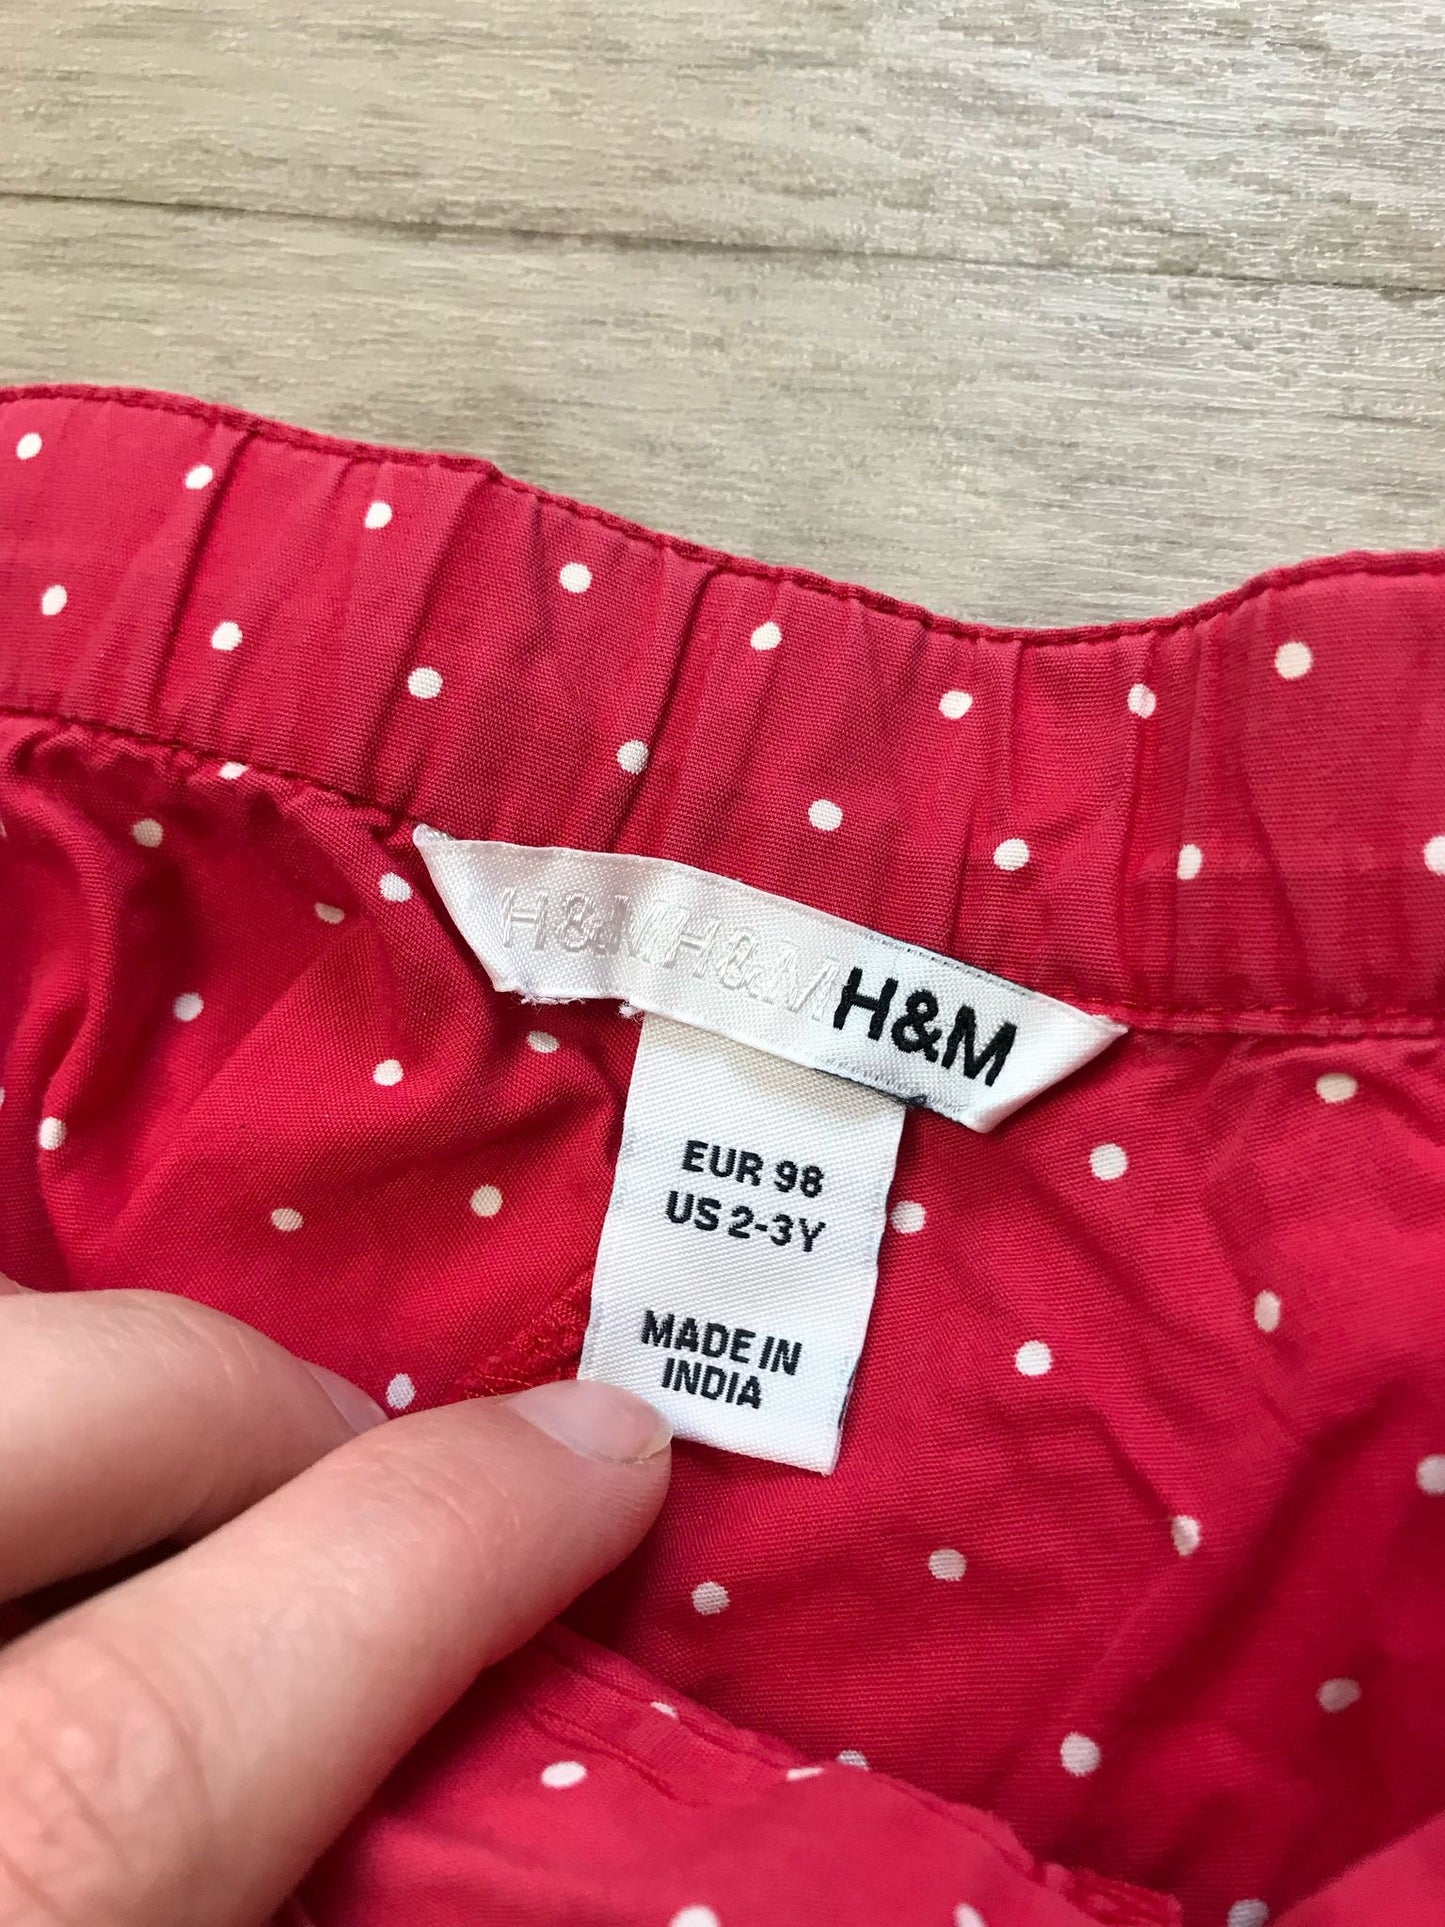 H&M H&M H&M
EUR 98
US 2-3Y
MADE IN
INDIA